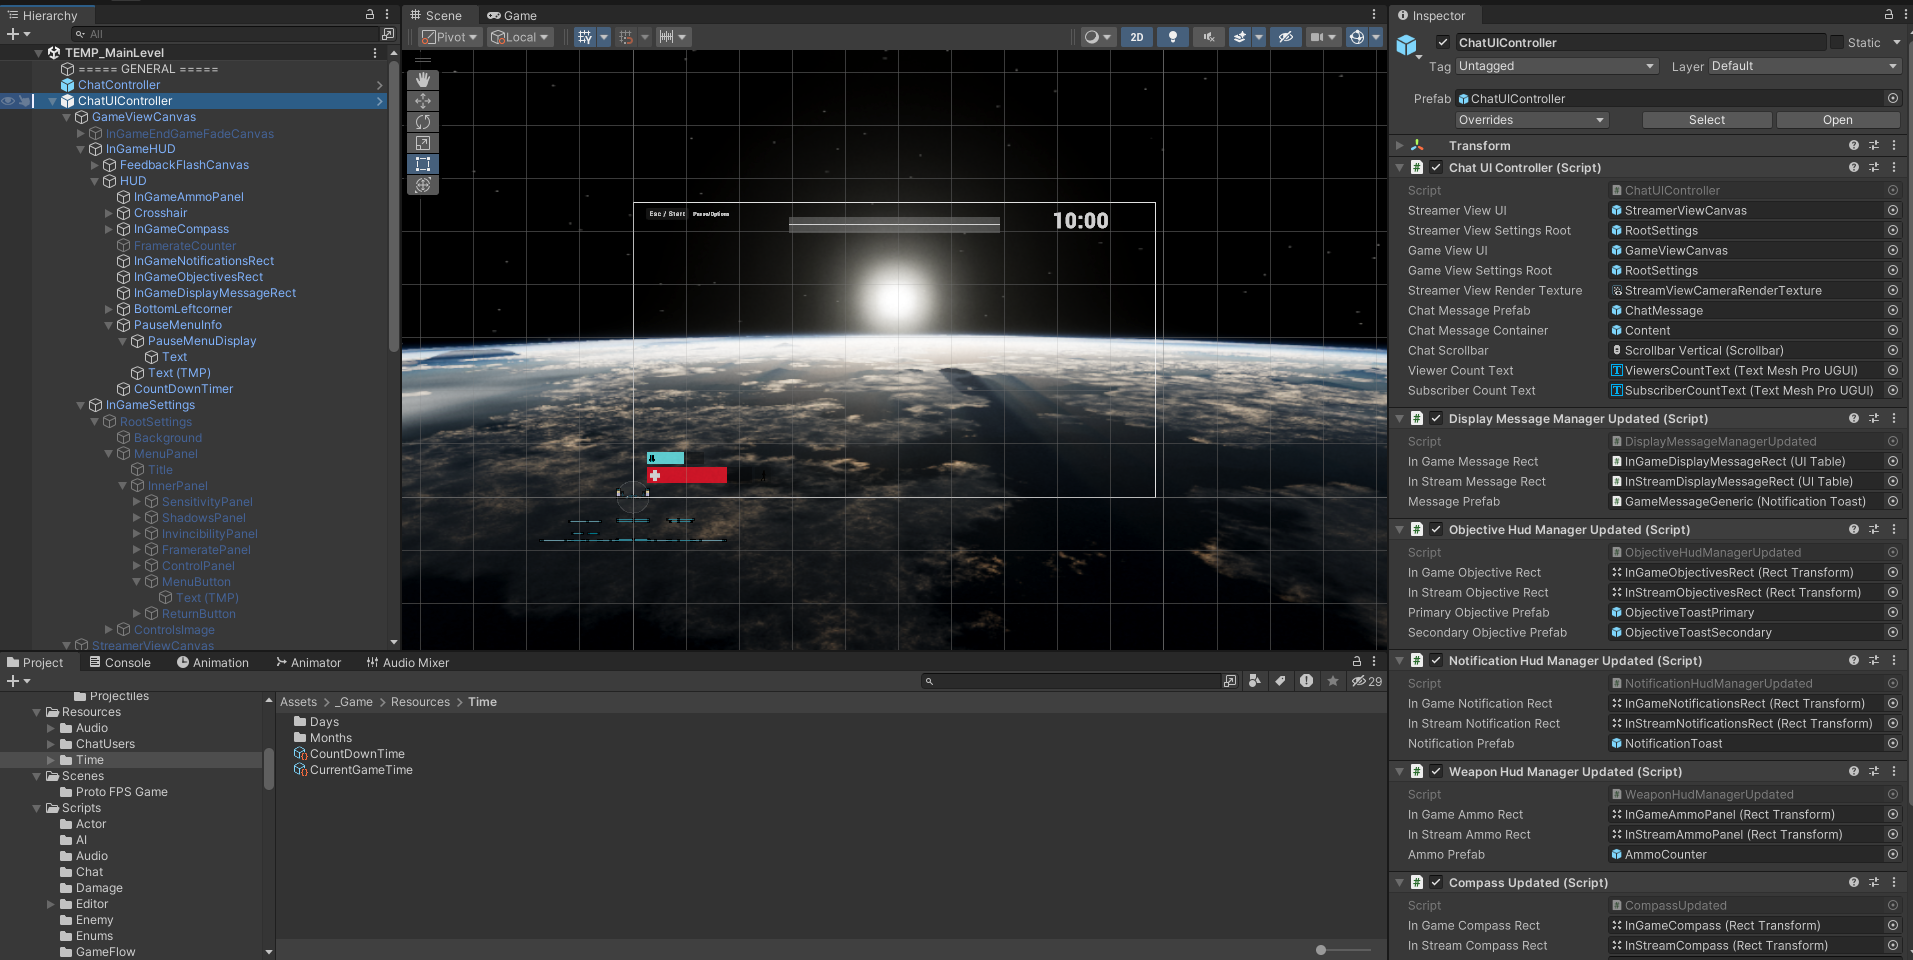 Hierarchy
All
TEMP_MainLevel
===== GENERAL =====
ChatController
ChatUIController
GameViewCanvas
InGameEndGameFadeCanvas
InGameHUD
FeedbackFlashCanvas
HUD
InGameAmmoPanel
Crosshair
InGameCompass
FramerateCounter
InGameNotificationsRect
InGameObjectivesRect
InGameDisplayMessageRect
BottomLeftcorner
PauseMenuInfo
PauseMenuDisplay
Text
Text (TMP)
CountDownTimer
InGameSettings
RootSettings
Background
MenuPanel
Title
InnerPanel
SensitivityPanel
ShadowsPanel
InvincibilityPanel
FrameratePanel
ControlPanel
MenuButton
Text (TMP)
ReturnButton
ControlsImage
StreamerViewCanvas
Scene Game
Pivot Local 2D
Esc / Start Pause/Options
10:00
Project Console Animation Animator Audio Mixer
29
Projectiles
Resources
Audio
ChatUsers
Time
Scenes
Proto FPS Game
Scripts
Actor
AI
Audio
Chat
Damage
Editor
Enemy
Enums
GameFlow
Assets > _Game > Resources > Time
Days
Months
CountDownTime
CurrentGameTime
Inspector
ChatUIController Static
Tag Untagged Layer Default
Prefab ChatUIController
Overrides Select Open
Transform
Chat UI Controller (Script)
Script ChatUIController
Streamer View UI StreamerViewCanvas
Streamer View Settings Root RootSettings
Game View UI GameViewCanvas
Game View Settings Root RootSettings
Streamer View Render Texture StreamViewCameraRenderTexture
Chat Message Prefab ChatMessage
Chat Message Container Content
Chat Scrollbar Scrollbar Vertical (Scrollbar)
Viewer Count Text ViewersCountText (Text Mesh Pro UGUI)
Subscriber Count Text SubscriberCountText (Text Mesh Pro UGUI)
Display Message Manager Updated (Script)
Script DisplayMessageManagerUpdated
In Game Message Rect InGameDisplayMessageRect (UI Table)
In Stream Message Rect InStreamDisplayMessageRect (UI Table)
Message Prefab GameMessageGeneric (Notification Toast)
Objective Hud Manager Updated (Script)
Script ObjectiveHudManagerUpdated
In Game Objective Rect InGameObjectivesRect (Rect Transform)
In Stream Objective Rect InStreamObjectivesRect (Rect Transform)
Primary Objective Prefab ObjectiveToastPrimary
Secondary Objective Prefab ObjectiveToastSecondary
Notification Hud Manager Updated (Script)
Script NotificationHudManagerUpdated
In Game Notification Rect InGameNotificationsRect (Rect Transform)
In Stream Notification Rect InStreamNotificationsRect (Rect Transform)
Notification Prefab NotificationToast
Weapon Hud Manager Updated (Script)
Script WeaponHudManagerUpdated
In Game Ammo Rect InGameAmmoPanel (Rect Transform)
In Stream Ammo Rect InStreamAmmoPanel (Rect Transform)
Ammo Prefab AmmoCounter
Compass Updated (Script)
Script CompassUpdated
In Game Compass Rect InGameCompass (Rect Transform)
In Stream Compass Rect InStreamCompass (Rect Transform)